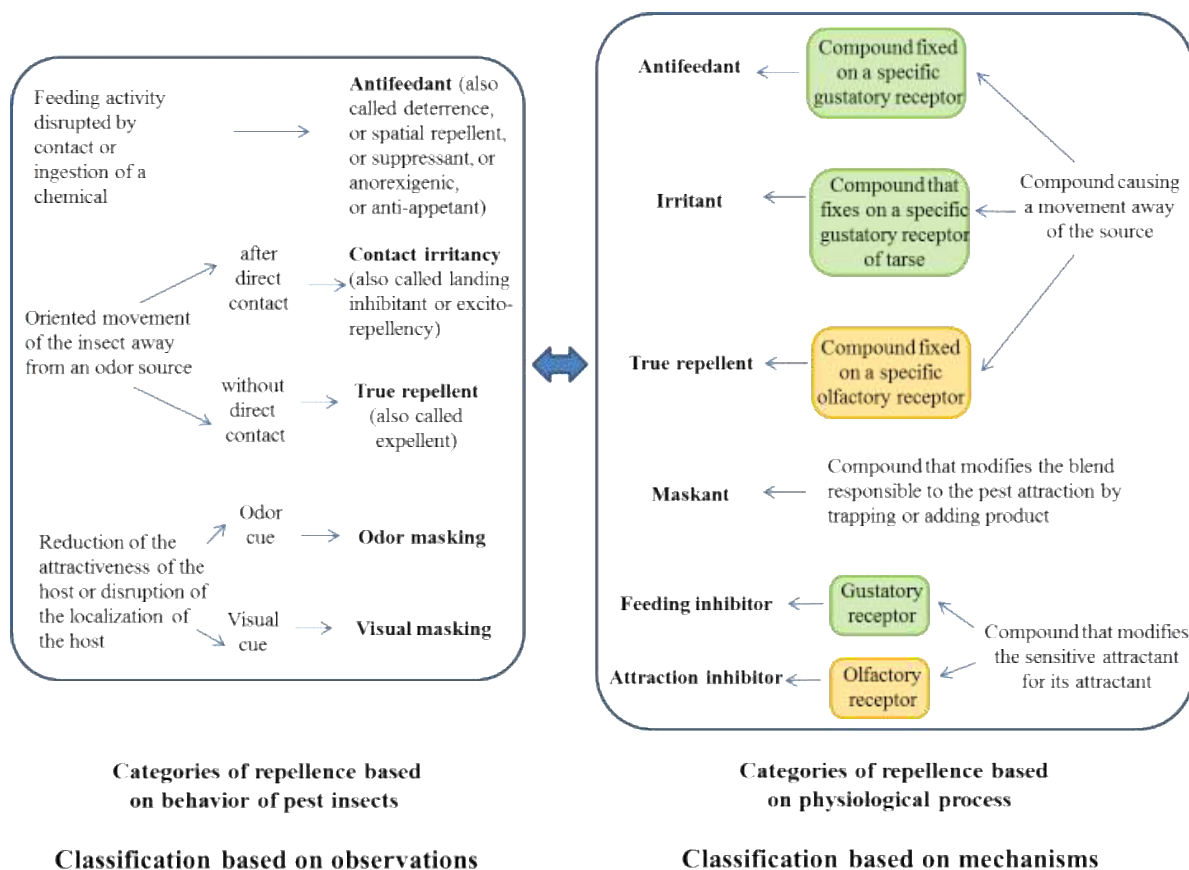 Feeding activity
disrupted by
contact or
ingestion of a
chemical
Antifeedant (also
called deterrence,
or spatial repellent,
or suppressant, or
anorexigenic,
or anti-appetant)
Oriented movement
of the insect away
from an odor source
after
direct
contact
Contact irritancy
(also called landing
inhibitant or excito-
repellency)
without
direct
contact
True repellent
(also called
expellent)
Reduction of the
attractiveness of the
host or disruption of
the localization of
the host
Odor
cue
Odor masking
Visual
cue
Visual masking
Categories of repellence based
on behavior of pest insects
Classification based on observations
Antifeedant
Compound fixed
on a specific
gustatory receptor
Irritant
Compound that
fixes on a specific
gustatory receptor
of tarse
Compound causing
a movement away
of the source
True repellent
Compound fixed
on a specific
olfactory receptor
Maskant
Compound that modifies the blend
responsible to the pest attraction by
trapping or adding product
Feeding inhibitor
Gustatory
receptor
Attraction inhibitor
Olfactory
receptor
Compound that modifies
the sensitive attractant
for its attractant
Categories of repellence based
on physiological process
Classification based on mechanisms